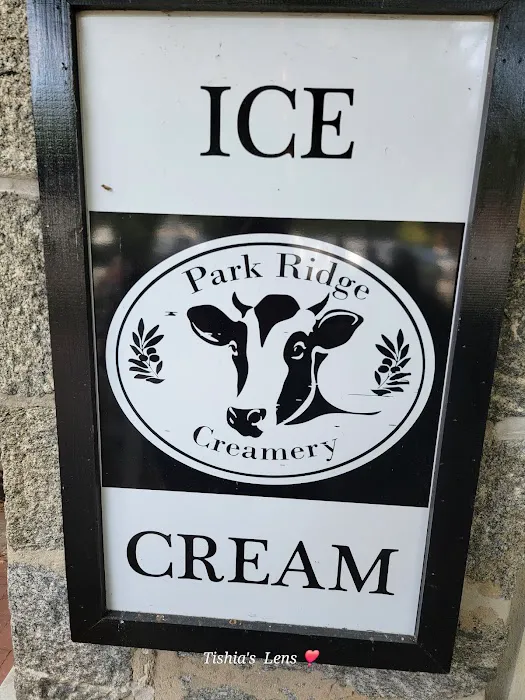 ICE
Park Ridge
Creamery
CREAM
Tishia's Lens